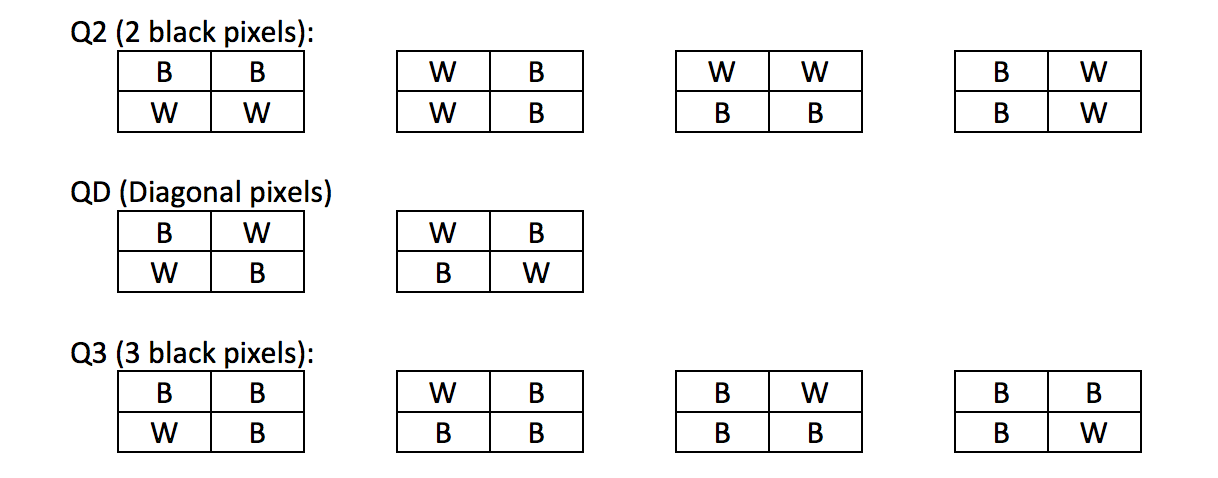 Q2 (2 black pixels):
B B W B W W B W
W W W B B B B W
QD (Diagonal pixels)
B W W B
W B B W
Q3 (3 black pixels):
B B W B B W B B
W B B B B B B W